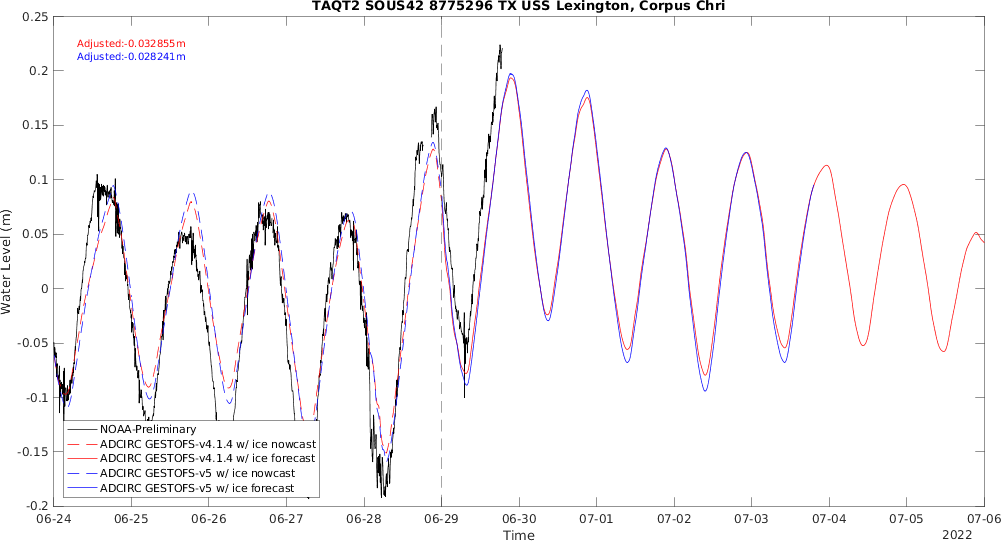 TAQT2 SOUS42 8775296 TX USS Lexington, Corpus Chri
Adjusted:-0.032855m
Adjusted:-0.028241m
0.25
0.2
0.15
0.1
0.05
0
-0.05
-0.1
-0.15
-0.2
Water Level (m)
NOAA-Preliminary
ADCIRC GESTOFS-v4.1.4 w/ ice nowcast
ADCIRC GESTOFS-v4.1.4 w/ ice forecast
ADCIRC GESTOFS-v5 w/ ice nowcast
ADCIRC GESTOFS-v5 w/ ice forecast
06-24 06-25 06-26 06-27 06-28 06-29 06-30 07-01 07-02 07-03 07-04 07-05 07-06
Time
2022